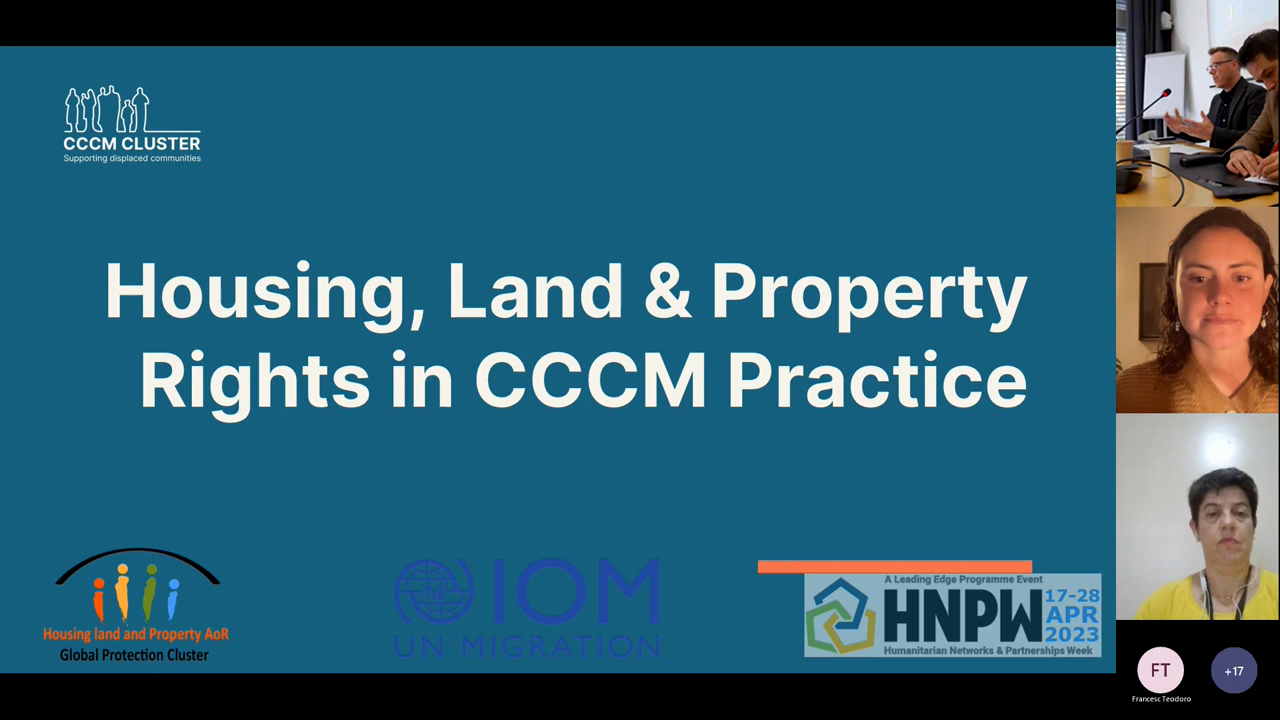 CCCM CLUSTER
Supporting displaced communities
Housing, Land & Property
Rights in CCCM Practice
Housing land and Property AoR
Global Protection Cluster
IOM
UN MIGRATION
A Leading Edge Programme Event
HNPW
17-28
APR
2023
Humanitarian Networks & Partnerships Week
FT
Francesc Teodoro
+17